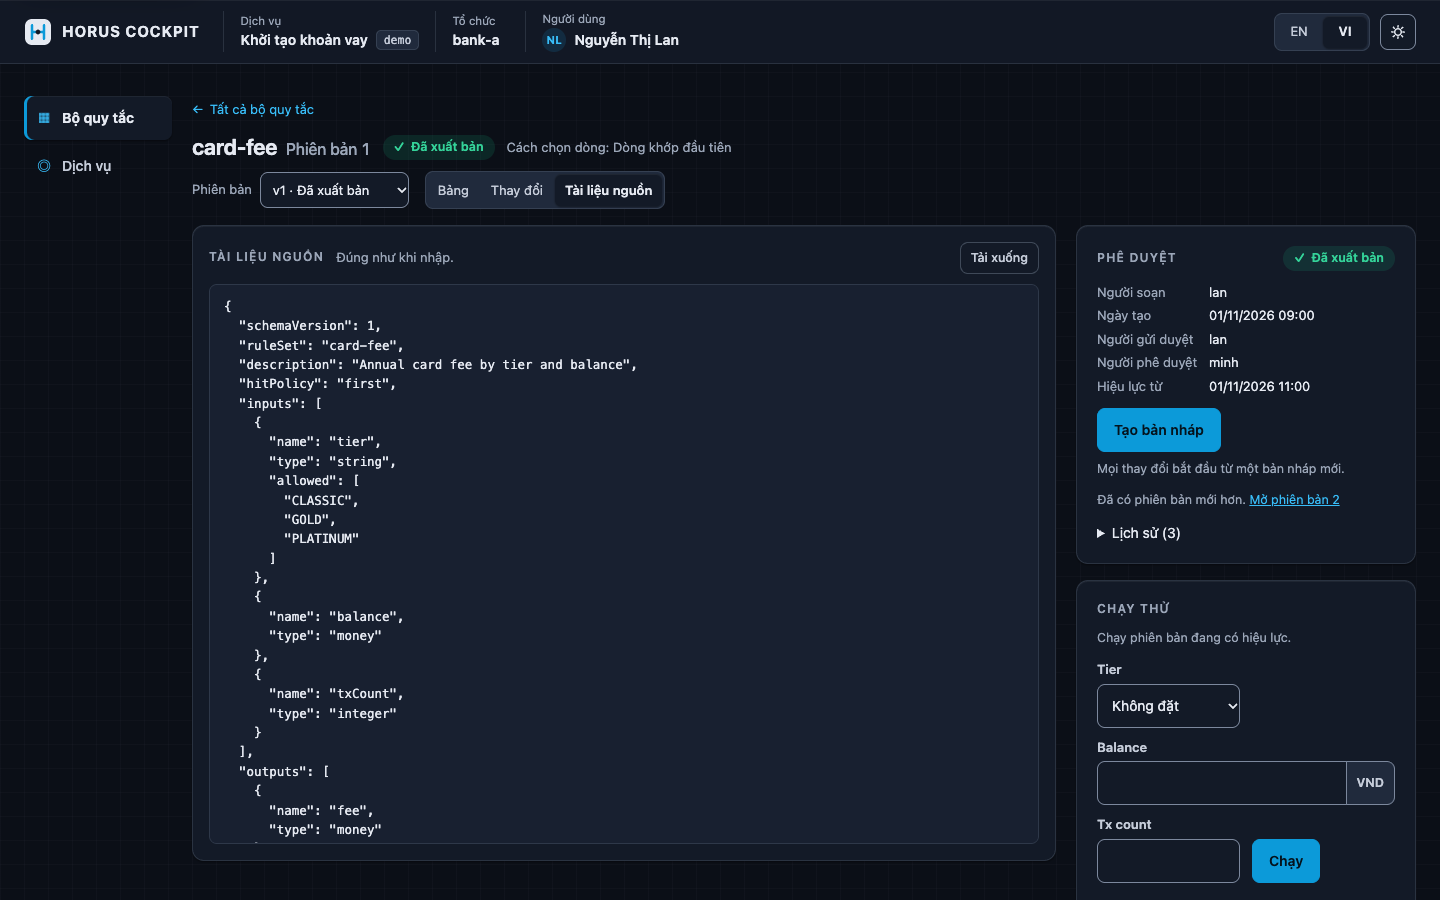 HORUS COCKPIT
Dịch vụ
Khởi tạo khoản vay demo
Tổ chức
bank-a
Người dùng
NL Nguyễn Thị Lan
EN VI
Bộ quy tắc
Dịch vụ
← Tất cả bộ quy tắc
card-fee Phiên bản 1 ✓ Đã xuất bản Cách chọn dòng: Dòng khớp đầu tiên
Phiên bản v1 · Đã xuất bản Bảng Thay đổi Tài liệu nguồn
TÀI LIỆU NGUỒN Đúng như khi nhập. Tải xuống
{
  "schemaVersion": 1,
  "ruleSet": "card-fee",
  "description": "Annual card fee by tier and balance",
  "hitPolicy": "first",
  "inputs": [
    {
      "name": "tier",
      "type": "string",
      "allowed": [
        "CLASSIC",
        "GOLD",
        "PLATINUM"
      ]
    },
    {
      "name": "balance",
      "type": "money"
    },
    {
      "name": "txCount",
      "type": "integer"
    }
  ],
  "outputs": [
    {
      "name": "fee",
      "type": "money"
PHÊ DUYỆT ✓ Đã xuất bản
Người soạn lan
Ngày tạo 01/11/2026 09:00
Người gửi duyệt lan
Người phê duyệt minh
Hiệu lực từ 01/11/2026 11:00
Tạo bản nháp
Mọi thay đổi bắt đầu từ một bản nháp mới.
Đã có phiên bản mới hơn. Mở phiên bản 2
▶ Lịch sử (3)
CHẠY THỬ
Chạy phiên bản đang có hiệu lực.
Tier
Không đặt
Balance
VND
Tx count
Chạy